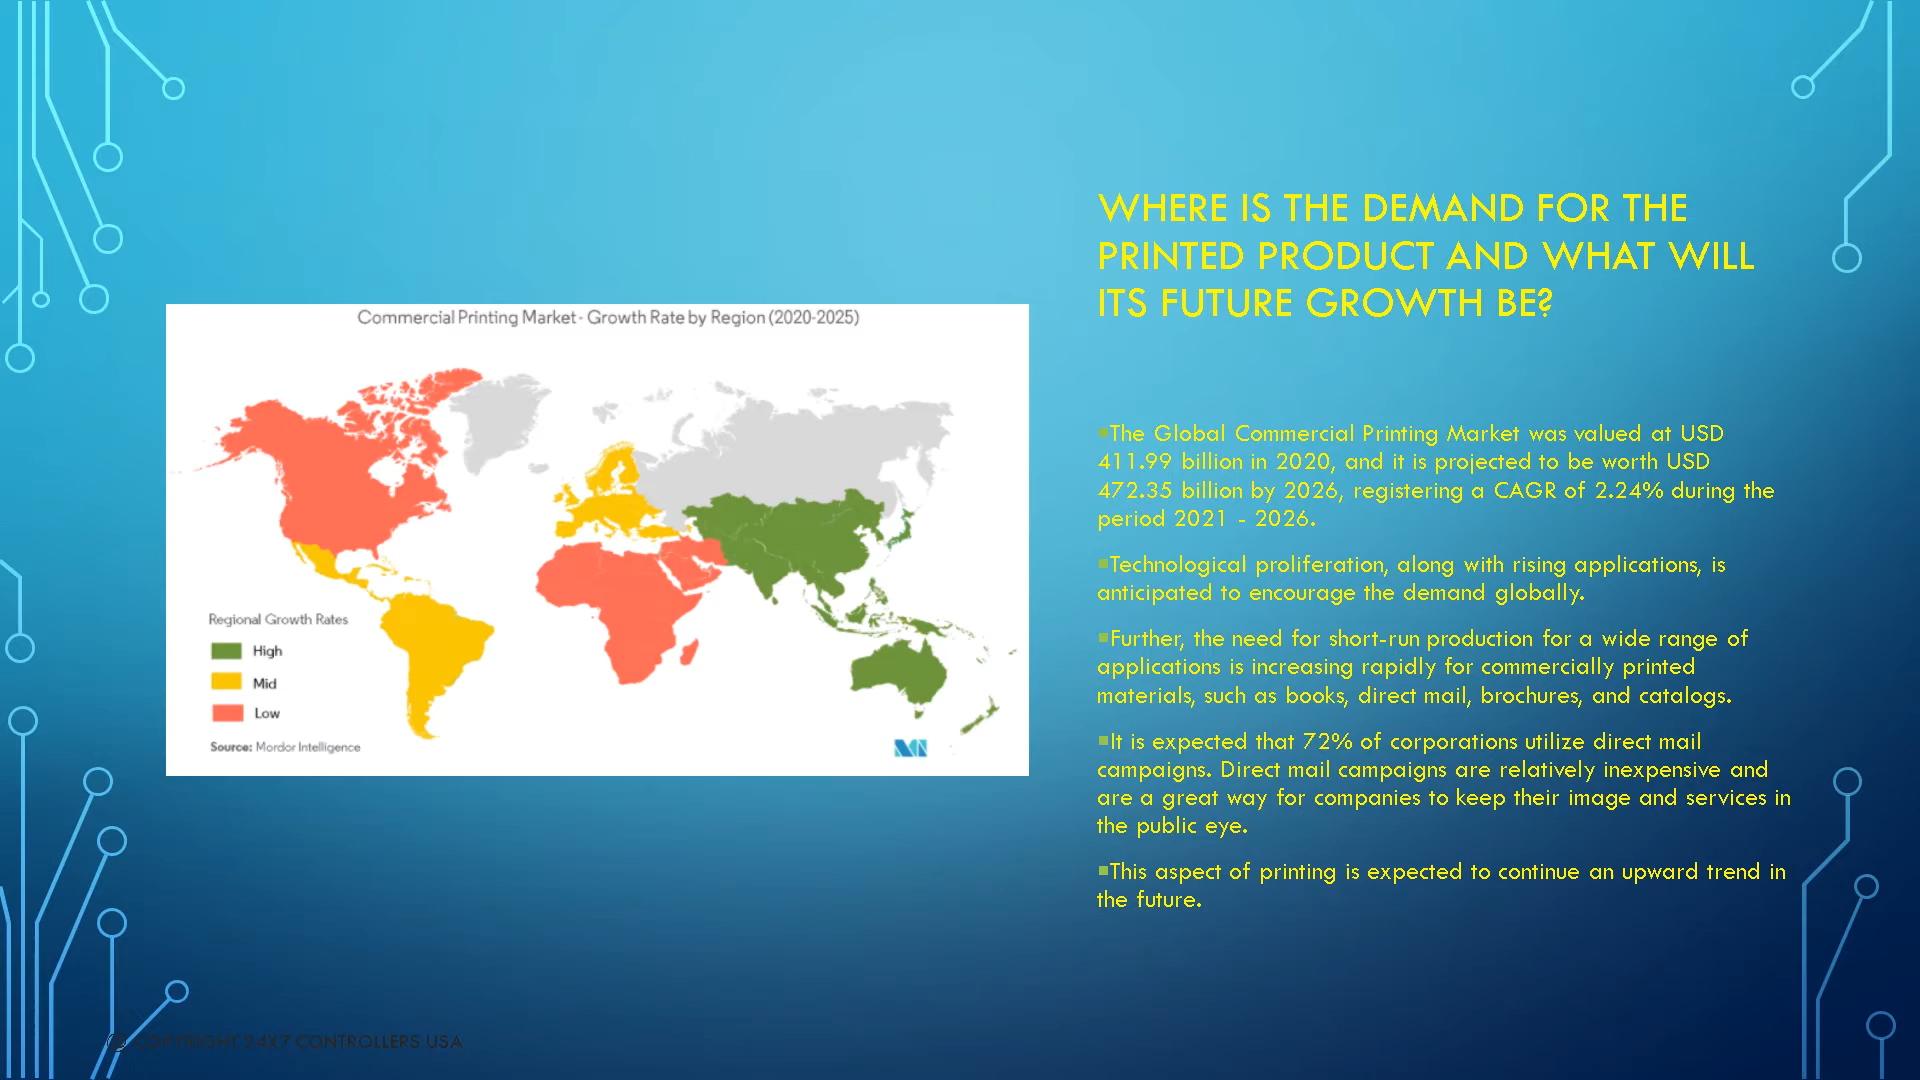 Commercial Printing Market - Growth Rate by Region (2020-2025)
Regional Growth Rates
High
Mid
Low
Source: Mordor Intelligence
WHERE IS THE DEMAND FOR THE
PRINTED PRODUCT AND WHAT WILL
ITS FUTURE GROWTH BE?
▪The Global Commercial Printing Market was valued at USD
411.99 billion in 2020, and it is projected to be worth USD
472.35 billion by 2026, registering a CAGR of 2.24% during the
period 2021 - 2026.
▪Technological proliferation, along with rising applications, is
anticipated to encourage the demand globally.
▪Further, the need for short-run production for a wide range of
applications is increasing rapidly for commercially printed
materials, such as books, direct mail, brochures, and catalogs.
▪It is expected that 72% of corporations utilize direct mail
campaigns. Direct mail campaigns are relatively inexpensive and
are a great way for companies to keep their image and services in
the public eye.
▪This aspect of printing is expected to continue an upward trend in
the future.
@ COPYRIGHT 24X7 CONTROLLERS USA